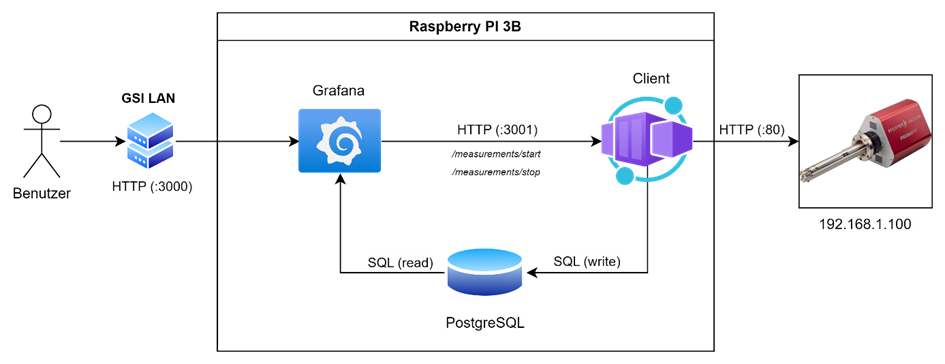 Raspberry PI 3B
Client
Grafana
GSI LAN
HTTP (:3001)
HTTP (:80)
/measurements/start
/measurements/stop
HTTP (:3000)
Benutzer
192.168.1.100
SQL (read)
SQL (write)
PostgreSQL